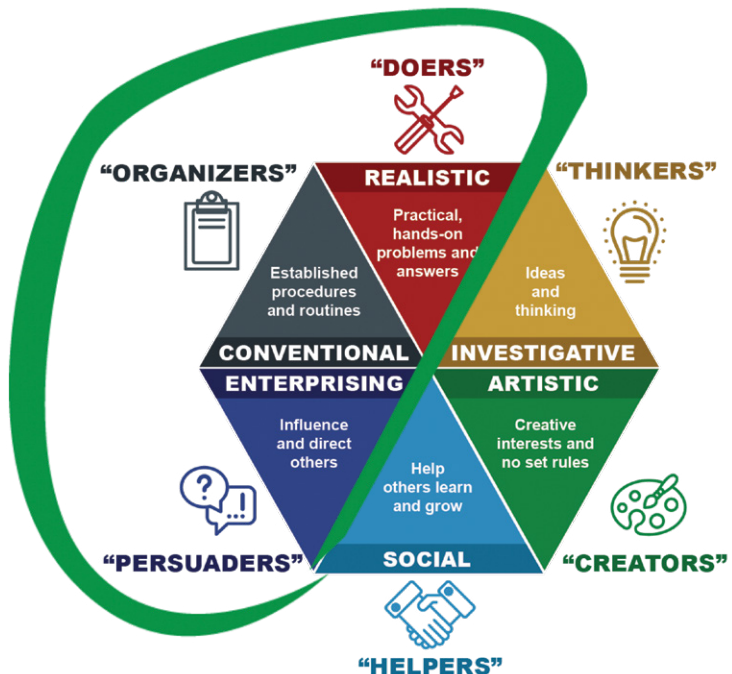 “DOERS”
“ORGANIZERS”
“THINKERS”
REALISTIC
Practical,
hands-on
problems and
answers
Established
procedures
and routines
Ideas
and
thinking
CONVENTIONAL
INVESTIGATIVE
ENTERPRISING
ARTISTIC
Influence
and direct
others
Creative
interests and
no set rules
Help
others learn
and grow
?
!
“PERSUADERS”
SOCIAL
“CREATORS”
“HELPERS”